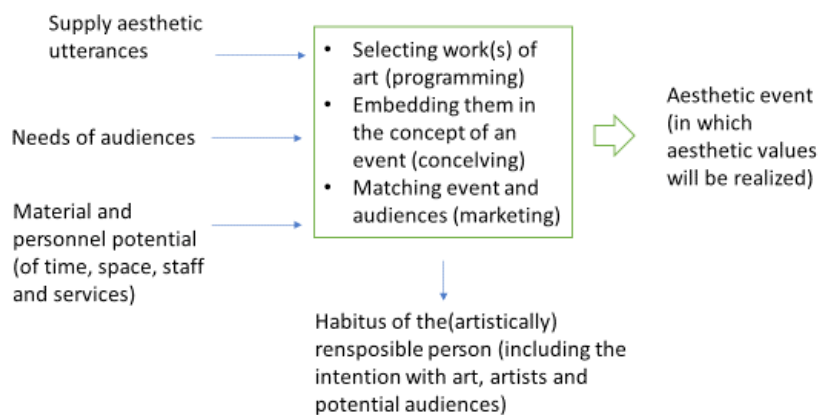 Supply aesthetic
utterances
Needs of audiences
Material and
personnel potential
(of time, space, staff
and services)
• Selecting work(s) of
art (programming)
• Embedding them in
the concept of an
event (concelving)
• Matching event and
audiences (marketing)
Aesthetic event
(in which
aesthetic values
will be realized)
Habitus of the(artistically)
rensposible person (including the
intention with art, artists and
potential audiences)